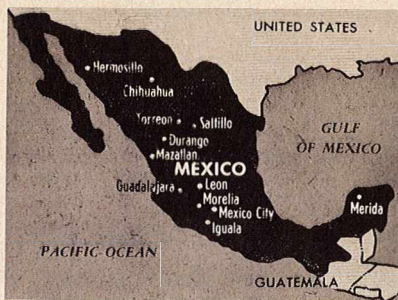 UNITED STATES
Hermosillo
Chihuahua
Torreon
Saltillo
GULF
OF MEXICO
Durango
Mazatlan
MEXICO
Guadalajara
Leon
Morelia
Mexico City
Merida
Iguala
PACIFIC OCEAN
GUATEMALA